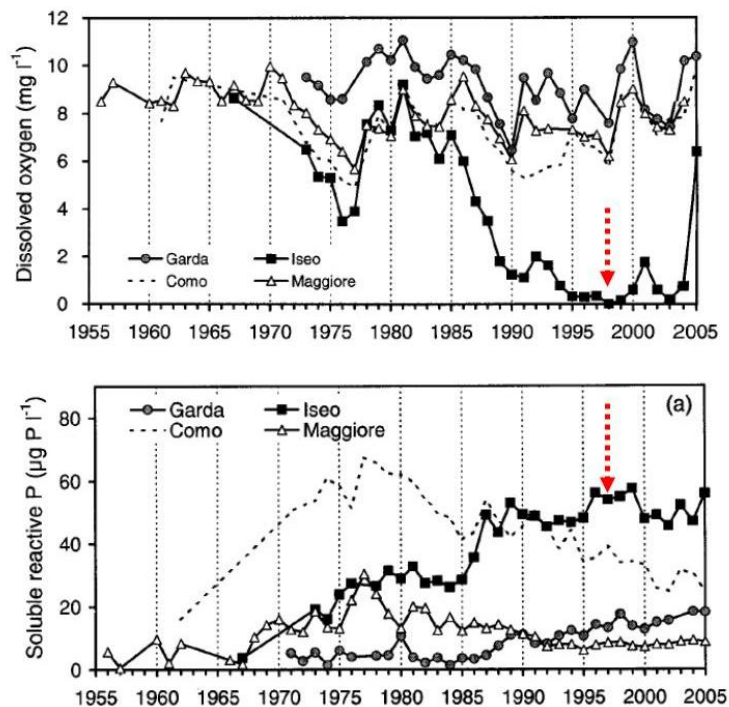 Dissolved oxygen (mg l⁻¹)
12
10
8
6
4
2
0
Garda
Iseo
Como
Maggiore
1955 1960 1965 1970 1975 1980 1985 1990 1995 2000 2005
Soluble reactive P (µg P l⁻¹)
80
60
40
20
0
Garda
Iseo
(a)
Como
Maggiore
1955 1960 1965 1970 1975 1980 1985 1990 1995 2000 2005